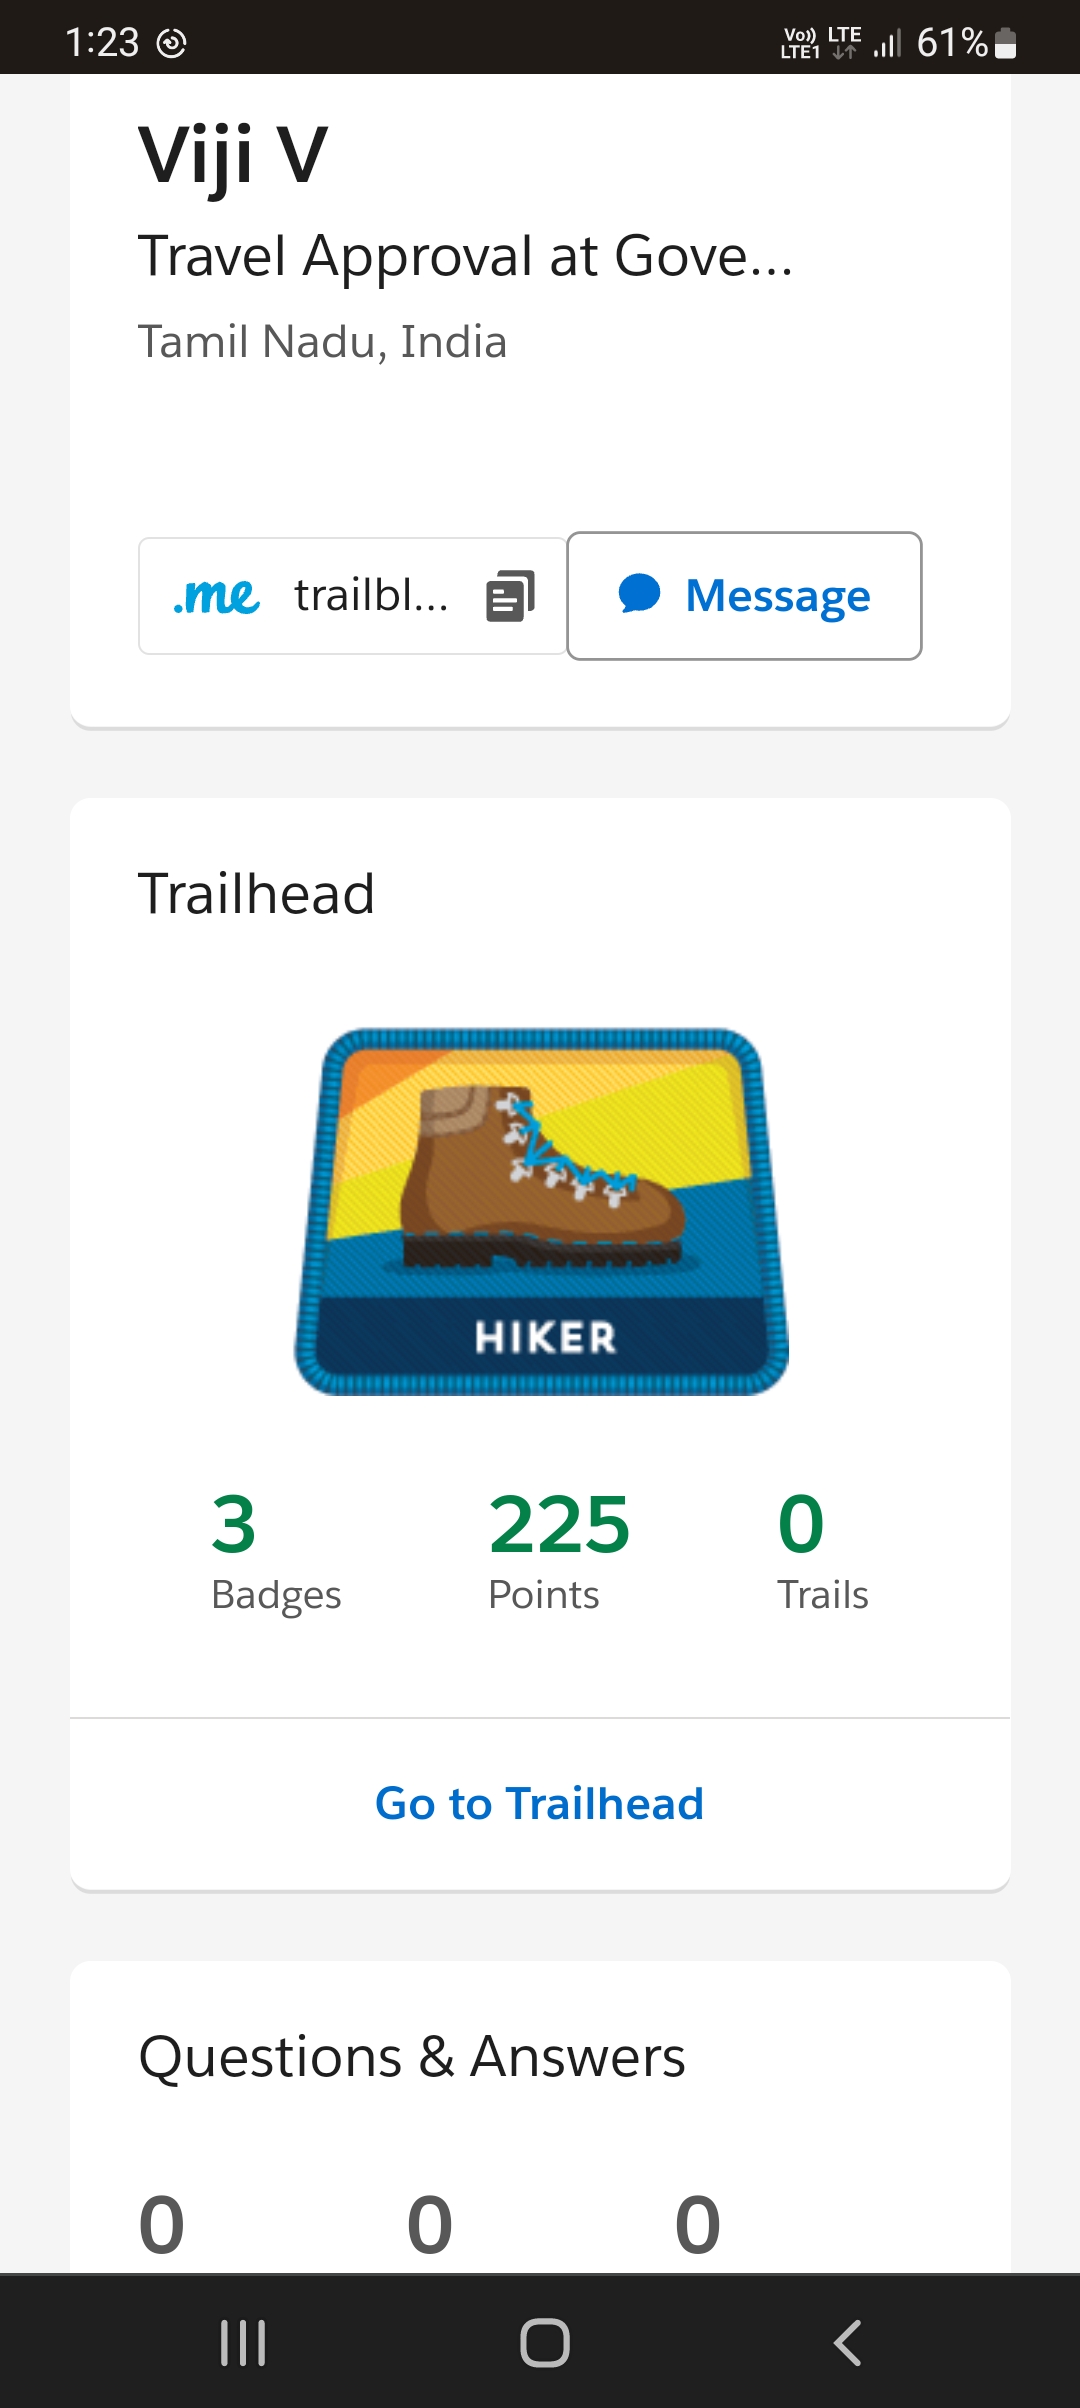 1:23 Vo)) LTE1 LTE 61%
Viji V
Travel Approval at Gove...
Tamil Nadu, India
.me trailbl... Message
Trailhead
HIKER
3 225 0
Badges Points Trails
Go to Trailhead
Questions & Answers
0 0 0